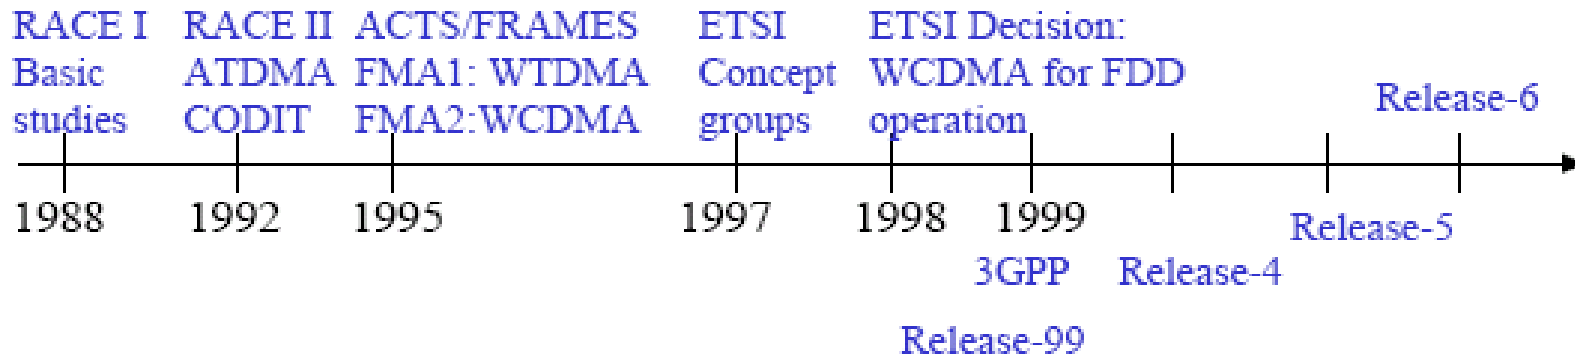 RACE I
Basic
studies
RACE II
ATDMA
CODIT
ACTS/FRAMES
FMA1: WTDMA
FMA2:WCDMA
ETSI
Concept
groups
ETSI Decision:
WCDMA for FDD
operation
Release-6
1988
1992
1995
1997
1998
1999
Release-5
3GPP
Release-4
Release-99